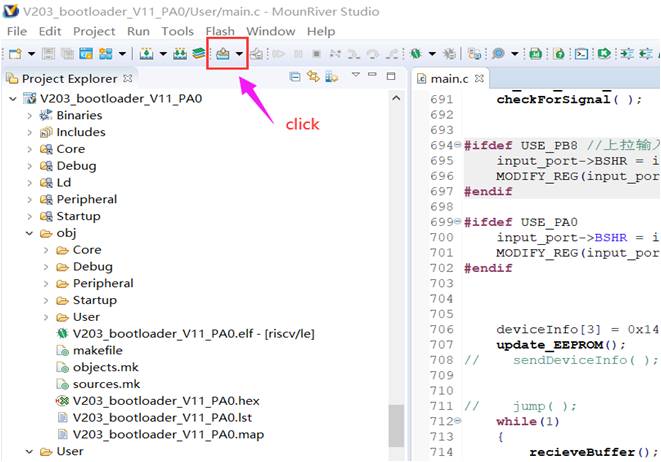 V203_bootloader_V11_PA0/User/main.c - MounRiver Studio
File Edit Project Run Tools Flash Window Help
Project Explorer
main.c
V203_bootloader_V11_PA0
Binaries
Includes
Core
Debug
Ld
Peripheral
Startup
obj
Core
Debug
Peripheral
Startup
User
V203_bootloader_V11_PA0.elf - [riscv/le]
makefile
objects.mk
sources.mk
V203_bootloader_V11_PA0.hex
V203_bootloader_V11_PA0.lst
V203_bootloader_V11_PA0.map
User
click
691 checkForSignal( );
692
693
694 #ifdef USE_PB8 //上拉输入
695 input_port->BSHR = i
696 MODIFY_REG(input_por
697 #endif
698
699 #ifdef USE_PA0
700 input_port->BSHR = i
701 MODIFY_REG(input_por
702 #endif
703
704
705
706 deviceInfo[3] = 0x14
707 update_EEPROM();
708 // sendDeviceInfo( );
709
710
711 // jump( );
712 while(1)
713 {
714 recieveBuffer();